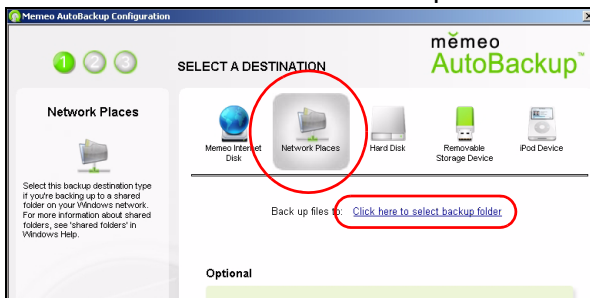 Memeo AutoBackup Configuration
1 2 3
SELECT A DESTINATION
mĕmeo
AutoBackup™
Network Places
Select this backup destination type
if you're backing up to a shared
folder on your Windows network.
For more information about shared
folders, see 'shared folders' in
Windows Help.
Memeo Internet
Disk
Network Places
Hard Disk
Removable
Storage Device
iPod Device
Back up files to: Click here to select backup folder
Optional